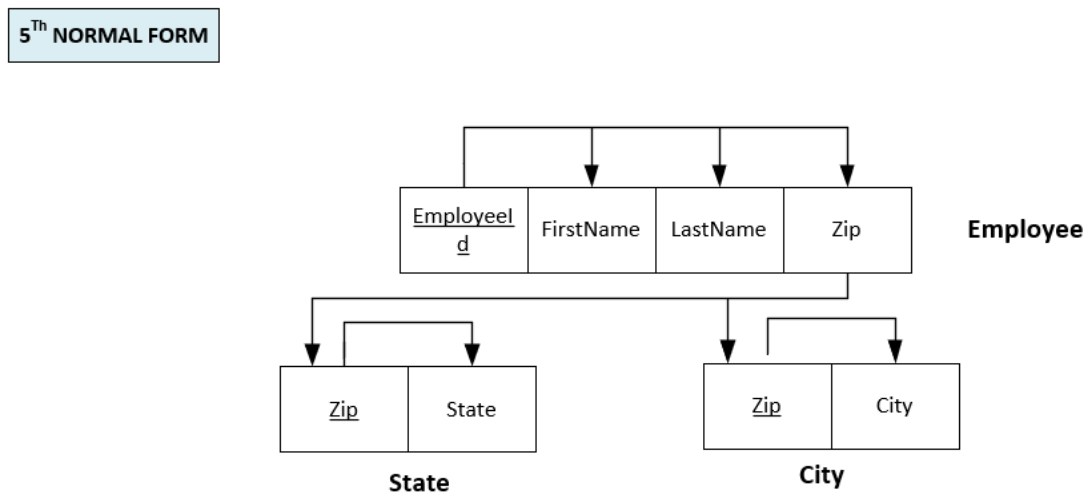 5Th NORMAL FORM
EmployeeI
d
FirstName
LastName
Zip
Employee
Zip
State
Zip
City
State
City